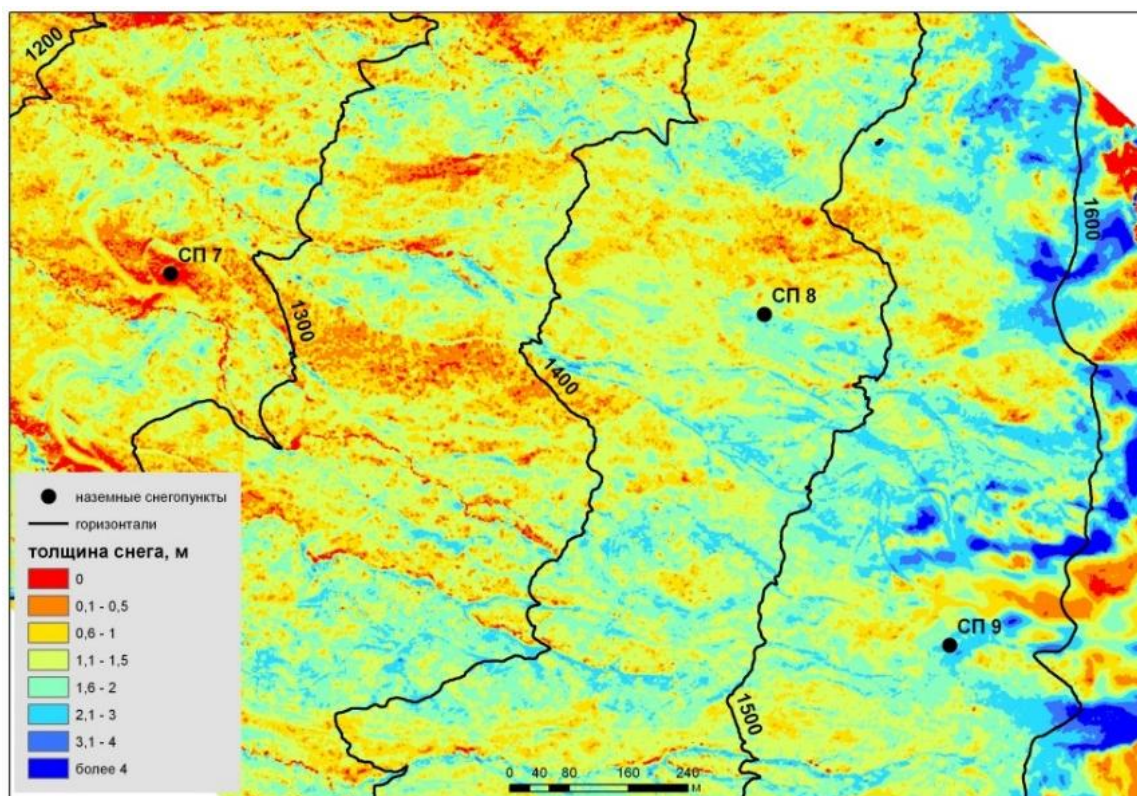 1200
1600
СП 7
СП 8
1300
1400
наземные снегопункты
горизонтали
толщина снега, м
0
0,1 - 0,5
0,6 - 1
1,1 - 1,5
1,6 - 2
2,1 - 3
3,1 - 4
более 4
СП 9
1500
0 40 80 160 240
м